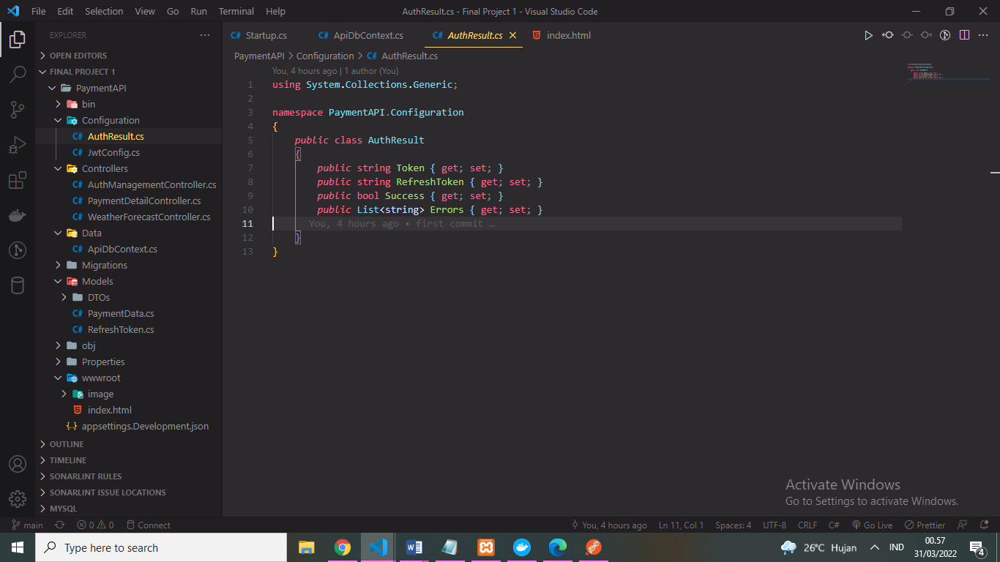 File Edit Selection View Go Run Terminal Help
AuthResult.cs - Final Project 1 - Visual Studio Code
EXPLORER
OPEN EDITORS
FINAL PROJECT 1
PaymentAPI
bin
Configuration
C# AuthResult.cs
C# JwtConfig.cs
Controllers
C# AuthManagementController.cs
C# PaymentDetailController.cs
C# WeatherForecastController.cs
Data
C# ApiDbContext.cs
Migrations
Models
DTOs
C# PaymentData.cs
C# RefreshToken.cs
obj
Properties
wwwroot
image
index.html
{..} appsettings.Development.json
OUTLINE
TIMELINE
SONARLINT RULES
SONARLINT ISSUE LOCATIONS
MYSQL
C# Startup.cs C# ApiDbContext.cs C# AuthResult.cs index.html
PaymentAPI > Configuration > C# AuthResult.cs
You, 4 hours ago | 1 author (You)
1 using System.Collections.Generic;
2
3 namespace PaymentAPI.Configuration
4 {
5 public class AuthResult
6 {
7 public string Token { get; set; }
8 public string RefreshToken { get; set; }
9 public bool Success { get; set; }
10 public List<string> Errors { get; set; }
11 You, 4 hours ago • first commit …
12 }
13 }
Activate Windows
Go to Settings to activate Windows.
main 0 0 Connect You, 4 hours ago Ln 11, Col 1 Spaces: 4 UTF-8 CRLF C# Go Live Prettier
Type here to search
26°C Hujan IND
00.57
31/03/2022
4